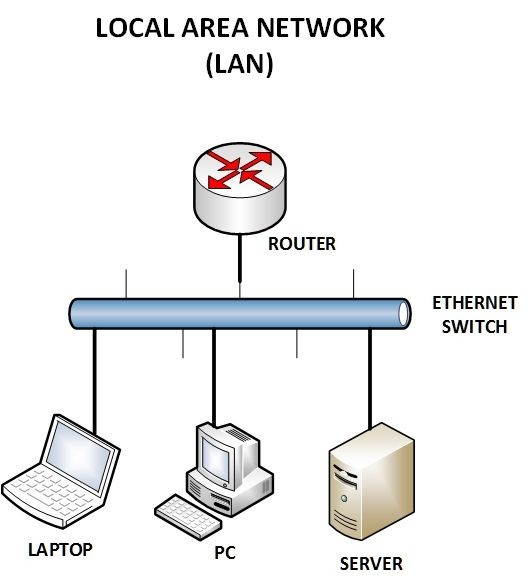 LOCAL AREA NETWORK
(LAN)
ROUTER
ETHERNET
SWITCH
LAPTOP
PC
SERVER